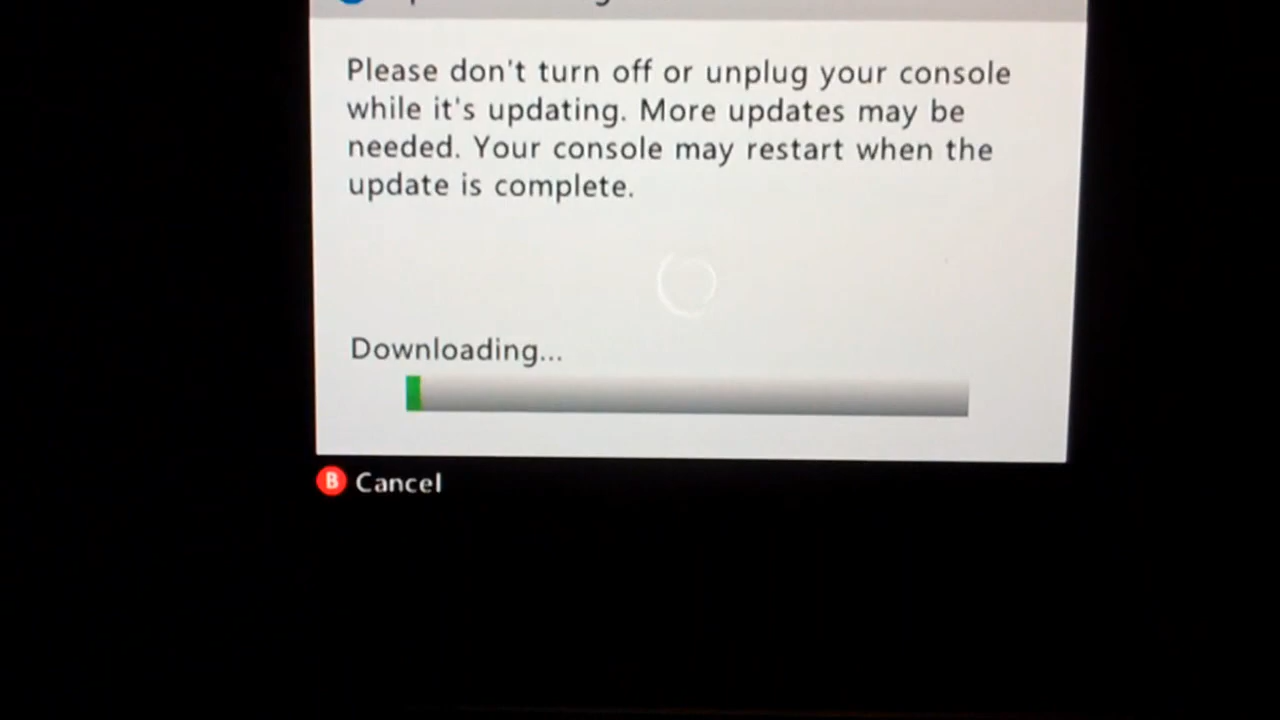 Please don't turn off or unplug your console
while it's updating. More updates may be
needed. Your console may restart when the
update is complete.
Downloading...
B Cancel